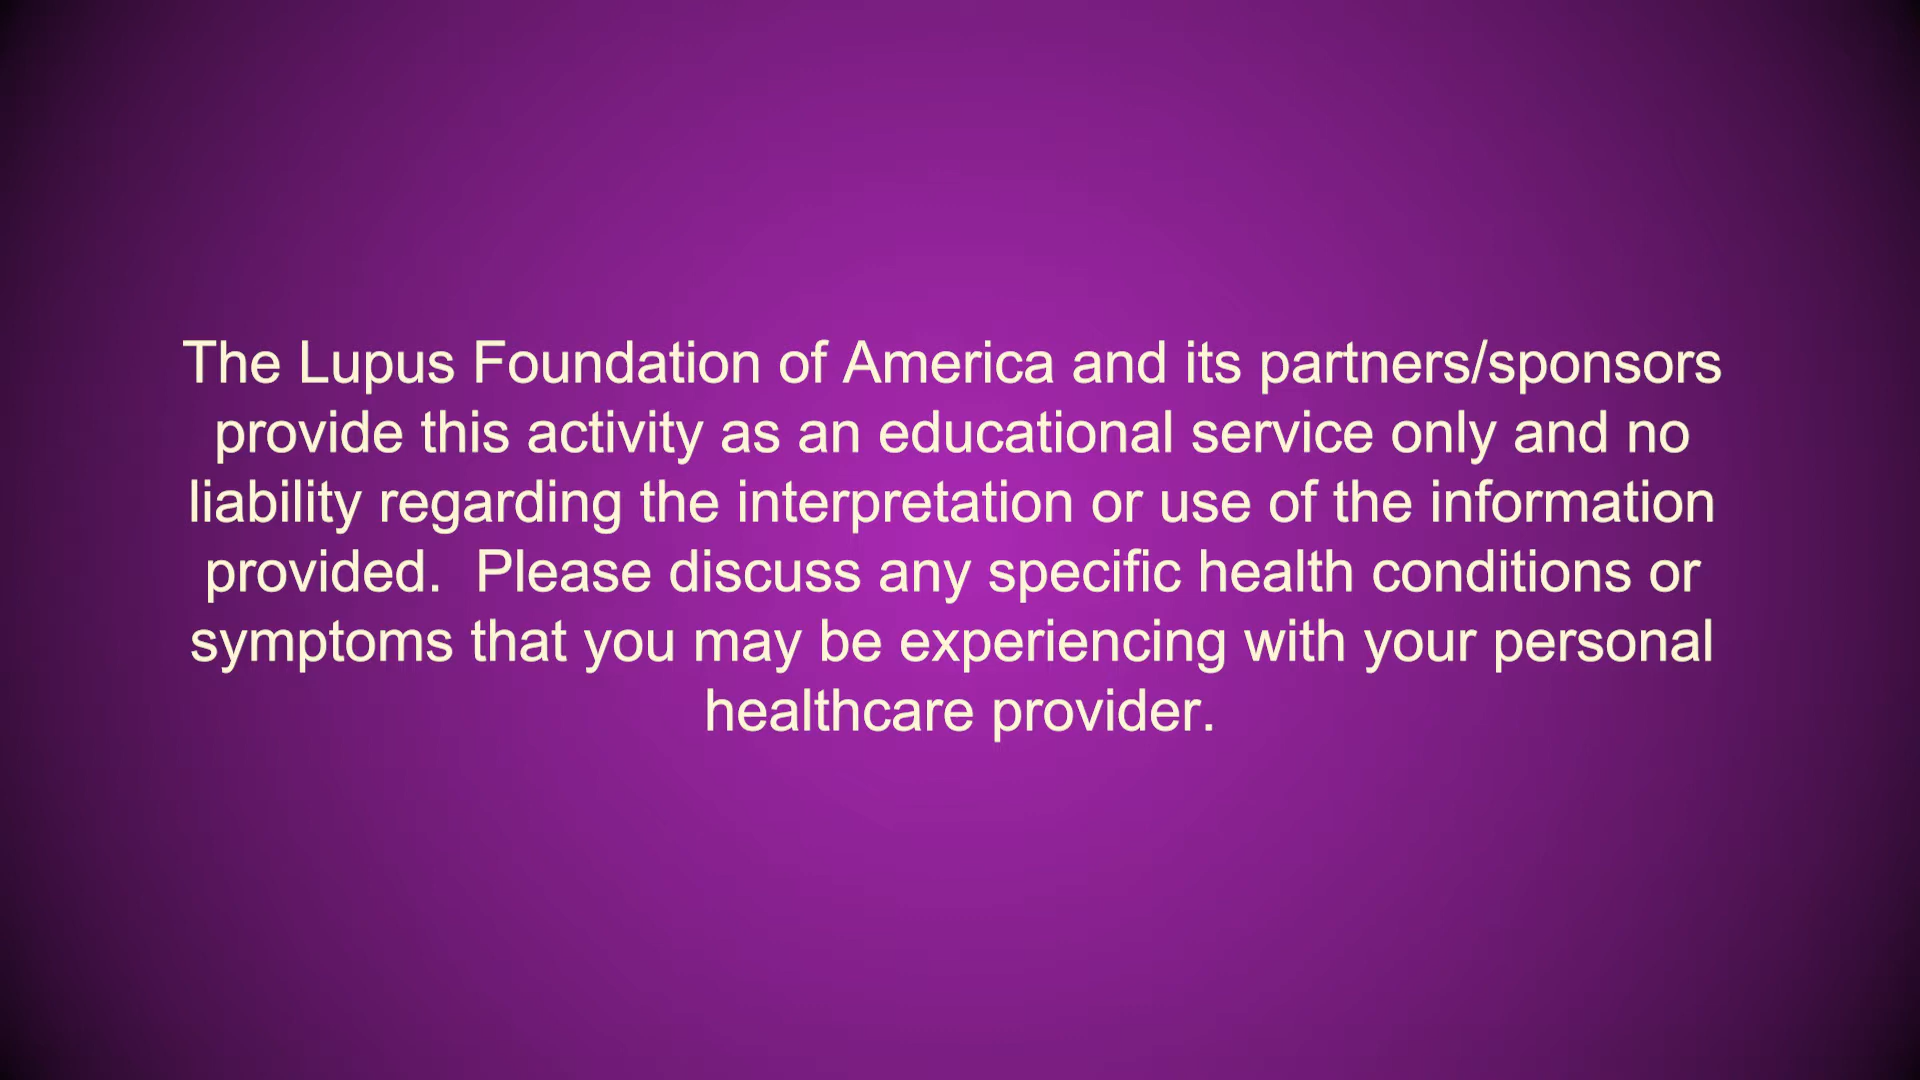 The Lupus Foundation of America and its partners/sponsors
provide this activity as an educational service only and no
liability regarding the interpretation or use of the information
provided.  Please discuss any specific health conditions or
symptoms that you may be experiencing with your personal
healthcare provider.